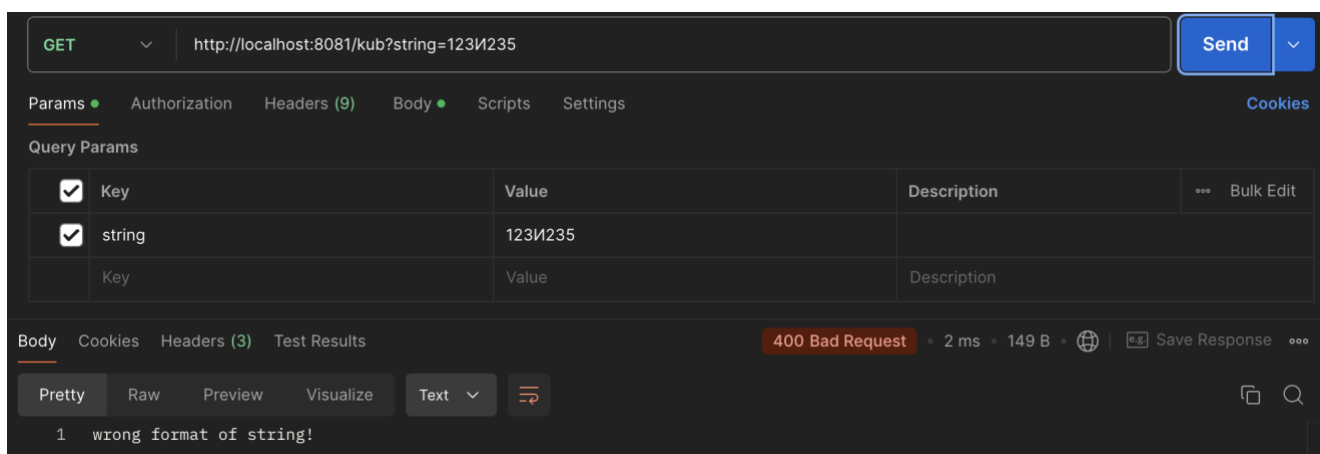 GET http://localhost:8081/kub?string=123И235 Send
Params Authorization Headers (9) Body Scripts Settings Cookies
Query Params
Key Value Description Bulk Edit
string 123И235
Key Value Description
Body Cookies Headers (3) Test Results 400 Bad Request 2 ms 149 B e.g. Save Response
Pretty Raw Preview Visualize Text
1 wrong format of string!